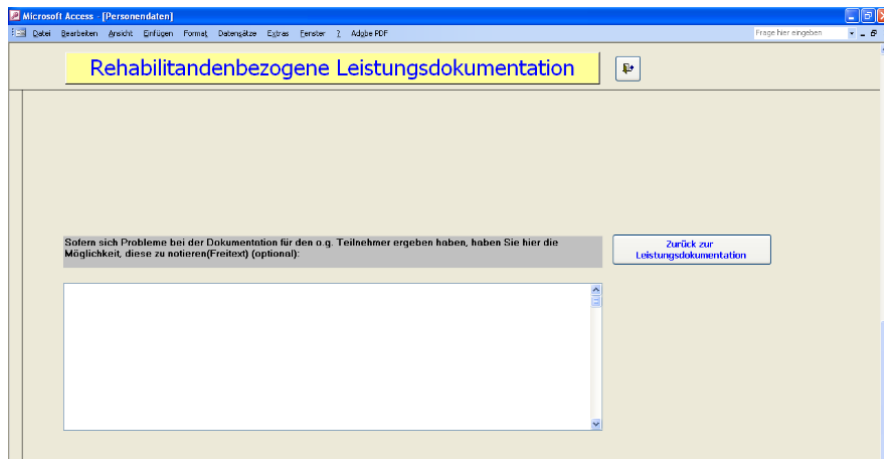 Microsoft Access - [Personendaten]
Datei Bearbeiten Ansicht Einfügen Format Datensätze Extras Fenster ? Adobe PDF Frage hier eingeben
Rehabilitandenbezogene Leistungsdokumentation
Sofern sich Probleme bei der Dokumentation für den o.g. Teilnehmer ergeben haben, haben Sie hier die
Möglichkeit, diese zu notieren(Freitext) (optional):
Zurück zur
Leistungsdokumentation